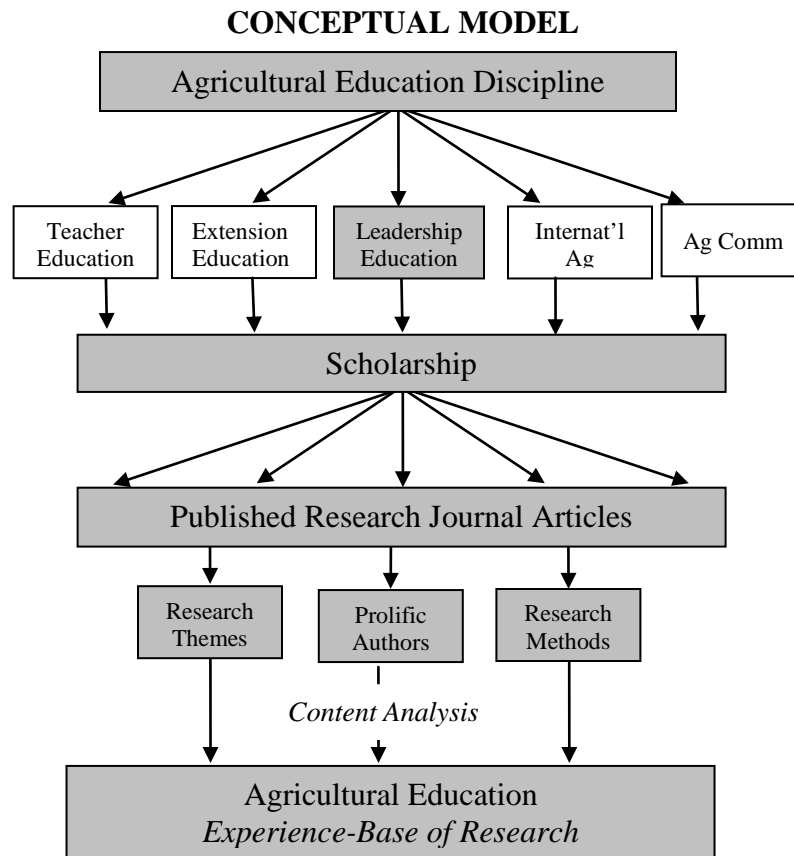 CONCEPTUAL MODEL
Agricultural Education Discipline
Teacher
Education
Extension
Education
Leadership
Education
Internat’l
Ag
Ag Comm
Scholarship
Published Research Journal Articles
Research
Themes
Prolific
Authors
Research
Methods
Content Analysis
Agricultural Education
Experience-Base of Research